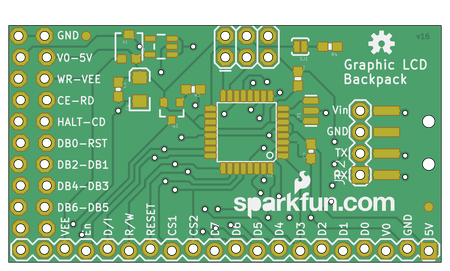 v16
GND
VO-5V
WR-VEE
CE-RD
HALT-CD
DB0-RST
DB2-DB1
DB4-DB3
DB6-DB5
Graphic LCD
Backpack
Vin
GND
TX
RX
sparkfun.com
VEE
En
D/I
R/W
RESET
CS1
CS2
D7
D6
D5
D4
D3
D2
D1
D0
V0
GND
5V